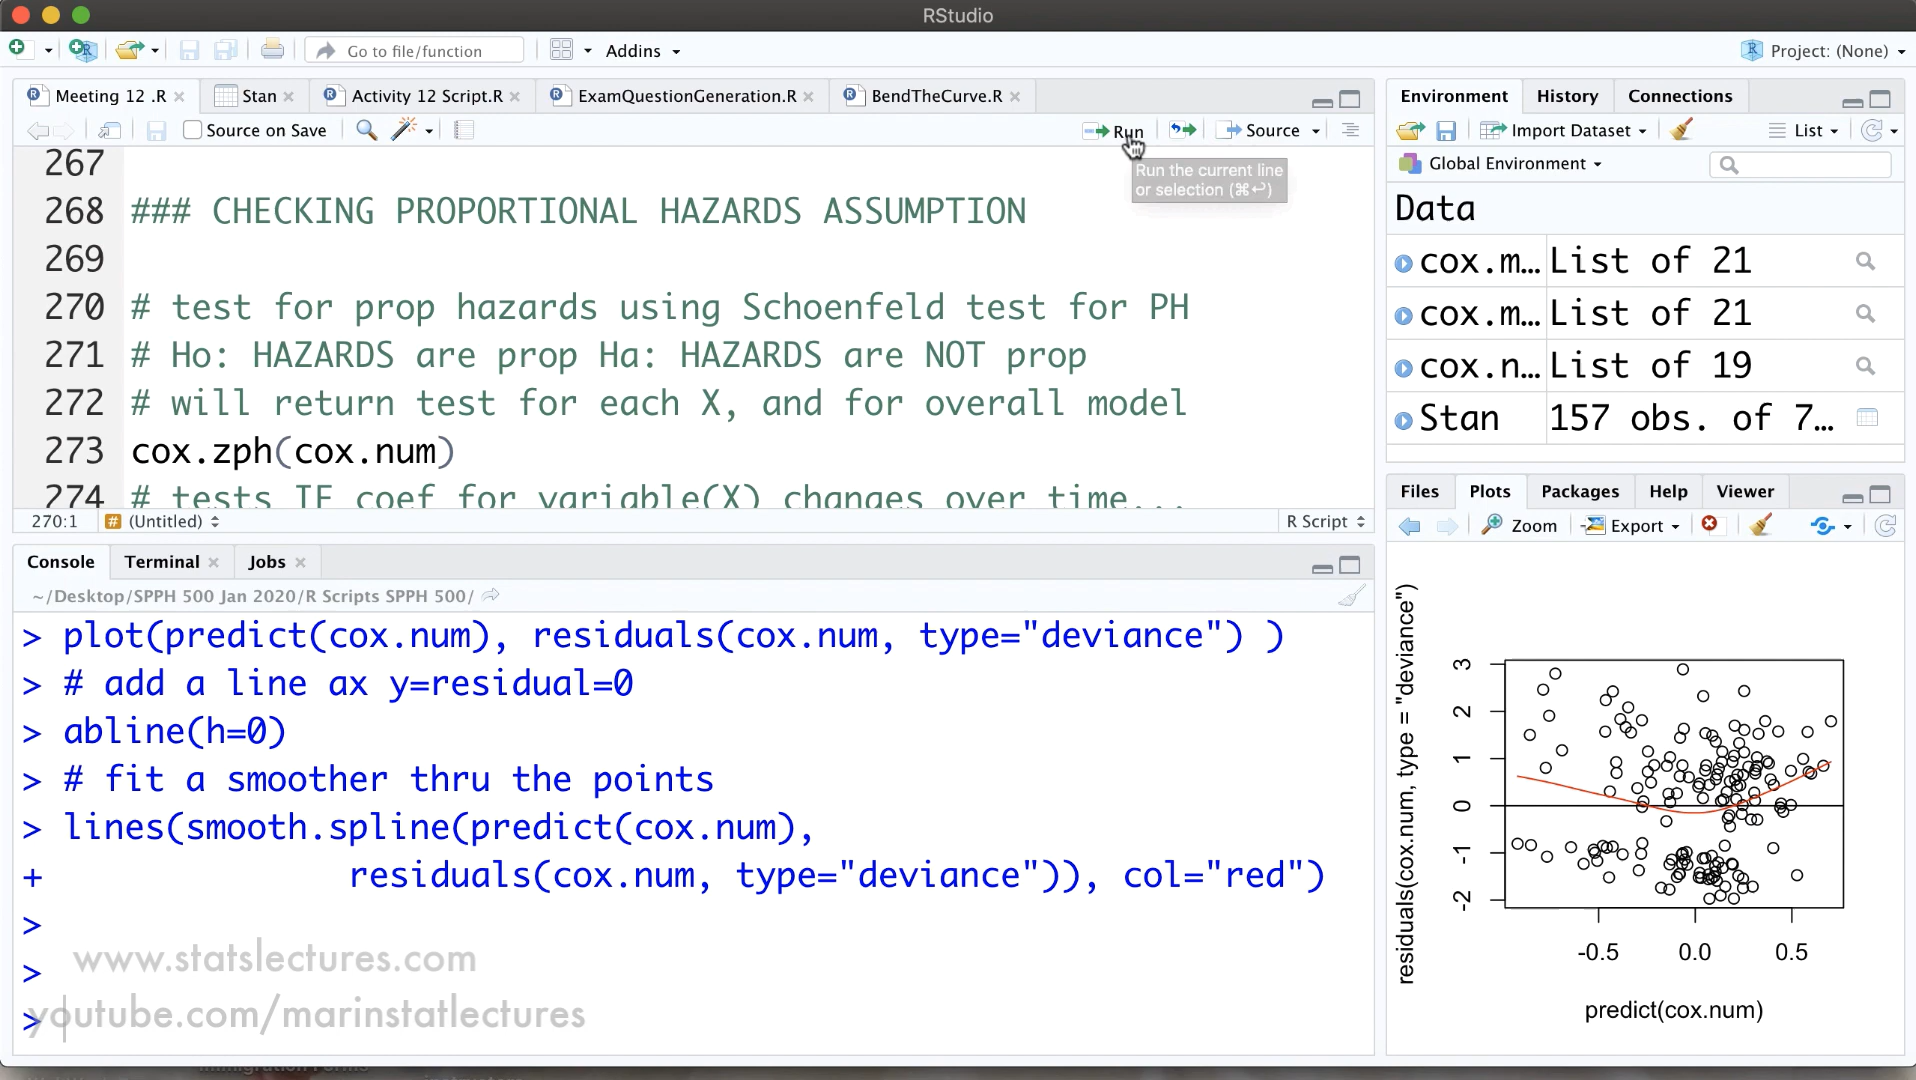 RStudio
Go to file/function
Addins
Project: (None)
Meeting 12 .R
Stan
Activity 12 Script.R
ExamQuestionGeneration.R
BendTheCurve.R
Source on Save
Run
Source
Run the current line
or selection (⌘↩)
267
268 ### CHECKING PROPORTIONAL HAZARDS ASSUMPTION
269
270 # test for prop hazards using Schoenfeld test for PH
271 # Ho: HAZARDS are prop Ha: HAZARDS are NOT prop
272 # will return test for each X, and for overall model
273 cox.zph(cox.num)
274 # tests IF coef for variable(X) changes over time...
270:1
(Untitled)
R Script
Console
Terminal
Jobs
~/Desktop/SPPH 500 Jan 2020/R Scripts SPPH 500/
> plot(predict(cox.num), residuals(cox.num, type="deviance") )
> # add a line ax y=residual=0
> abline(h=0)
> # fit a smoother thru the points
> lines(smooth.spline(predict(cox.num),
+ residuals(cox.num, type="deviance")), col="red")
>
www.statslectures.com
>
youtube.com/marinstatlectures
>
Environment
History
Connections
Import Dataset
List
Global Environment
Data
cox.m… List of 21
cox.m… List of 21
cox.n… List of 19
Stan 157 obs. of 7…
Files
Plots
Packages
Help
Viewer
Zoom
Export
residuals(cox.num, type = "deviance")
3
2
1
0
-1
-2
-0.5
0.0
0.5
predict(cox.num)